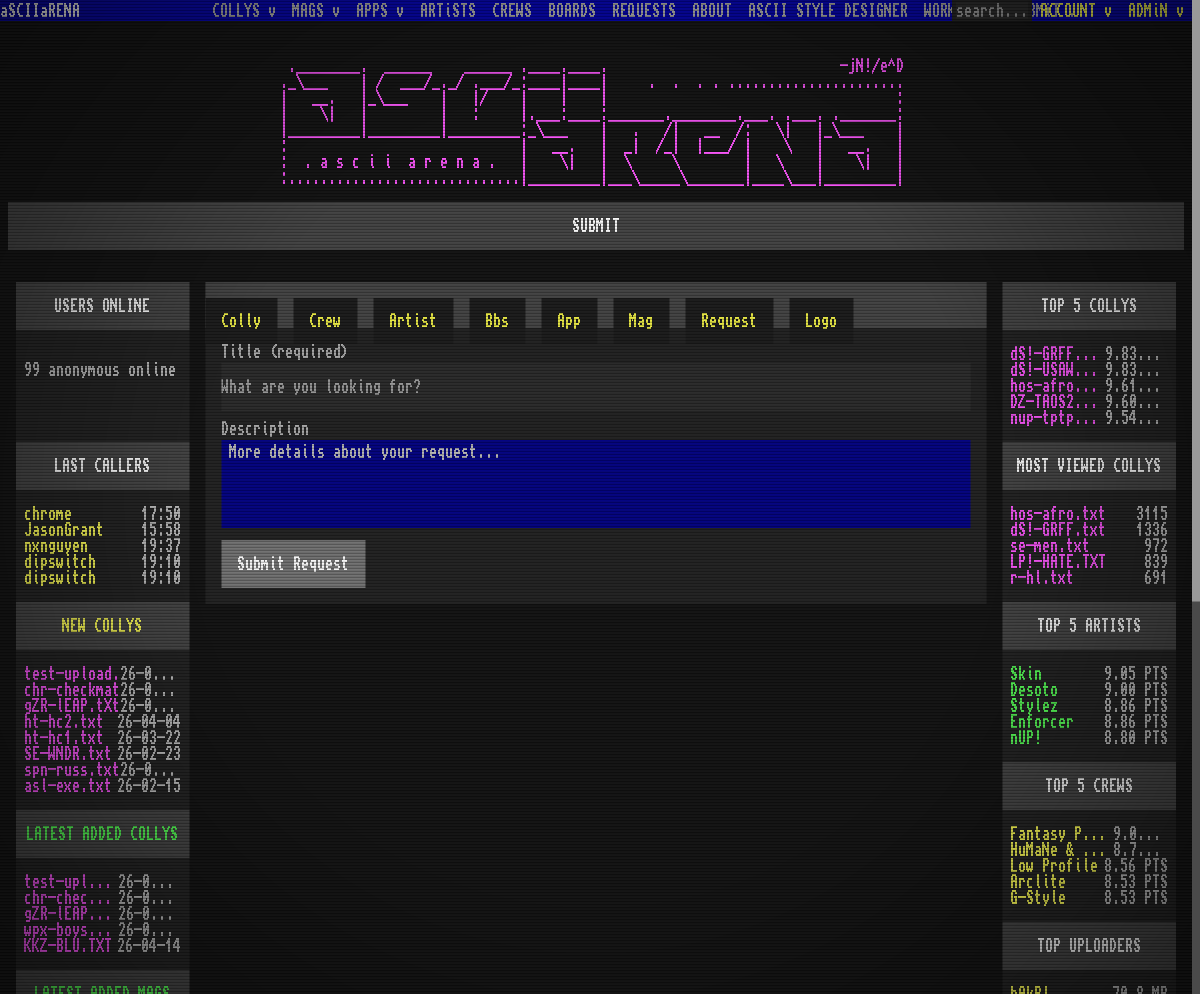 aSCIIaRENA COLLYS v MAGS v APPS v ARTiSTS CREWS BOARDS REQUESTS ABOUT ASCII STYLE DESIGNER search... ACCOUNT v ADMiN v
-jN!/e^D
ascii arena
.ascii arena.
SUBMIT
USERS ONLINE
99 anonymous online
LAST CALLERS
chrome 17:50
JasonGrant 15:58
nxnguyen 19:37
dipswitch 19:10
dipswitch 19:10
NEW COLLYS
test-upload.26-0...
chr-checkmat26-0...
gZR-lEAP.tXt26-0...
ht-hc2.txt 26-04-04
ht-hc1.txt 26-03-22
SE-WNDR.txt 26-02-23
spn-russ.txt26-0...
asl-exe.txt 26-02-15
LATEST ADDED COLLYS
test-upl... 26-0...
chr-chec... 26-0...
gZR-lEAP... 26-0...
wpx-boys... 26-0...
KKZ-BLU.TXT 26-04-14
LATEST ADDED MAGS
Colly Crew Artist Bbs App Mag Request Logo
Title (required)
What are you looking for?
Description
More details about your request...
Submit Request
TOP 5 COLLYS
dS!-GRFF... 9.83...
dS!-USAW... 9.83...
hos-afro... 9.61...
DZ-TAOS2... 9.60...
nup-tptp... 9.54...
MOST VIEWED COLLYS
hos-afro.txt 3115
dS!-GRFF.txt 1336
se-men.txt 972
LP!-HATE.TXT 839
r-hl.txt 691
TOP 5 ARTISTS
Skin 9.05 PTS
Desoto 9.00 PTS
Stylez 8.86 PTS
Enforcer 8.86 PTS
nUP! 8.80 PTS
TOP 5 CREWS
Fantasy P... 9.0...
HuMaNe & ... 8.7...
Low Profile 8.56 PTS
Arclite 8.53 PTS
G-Style 8.53 PTS
TOP UPLOADERS